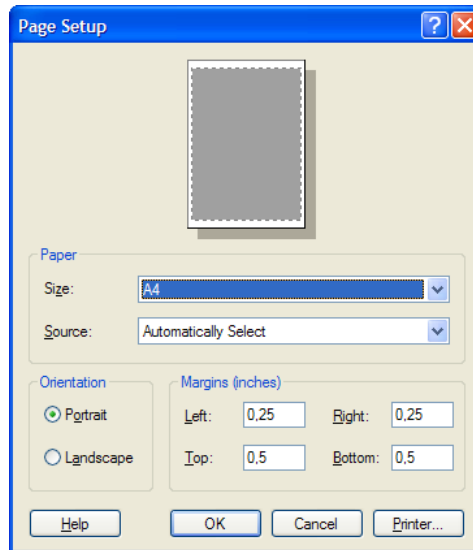 Page Setup
Paper
Size: A4
Source: Automatically Select
Orientation
Portrait
Landscape
Margins (inches)
Left: 0,25 Right: 0,25
Top: 0,5 Bottom: 0,5
Help OK Cancel Printer...